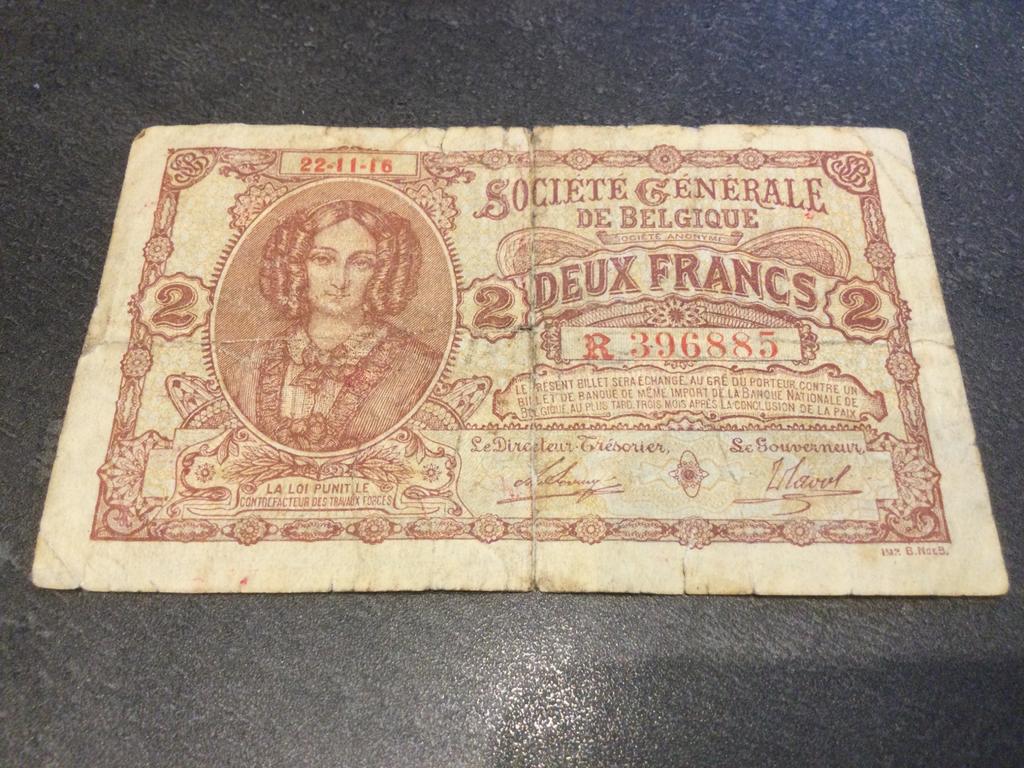 22-11-16
SOCIÉTÉ GÉNÉRALE
DE BELGIQUE
SOCIÉTÉ ANONYME
DEUX FRANCS
2 2 2
R 396885
LE PRÉSENT BILLET SERA ÉCHANGÉ, AU GRÉ DU PORTEUR, CONTRE UN
BILLET DE BANQUE DE MÊME IMPORT DE LA BANQUE NATIONALE DE
BELGIQUE, AU PLUS TARD, TROIS MOIS APRÈS LA CONCLUSION DE LA PAIX
Le Directeur-Trésorier, Le Gouverneur,
LA LOI PUNIT LE
CONTREFACTEUR DES TRAVAUX FORCÉS
IMP. B.N DE B.